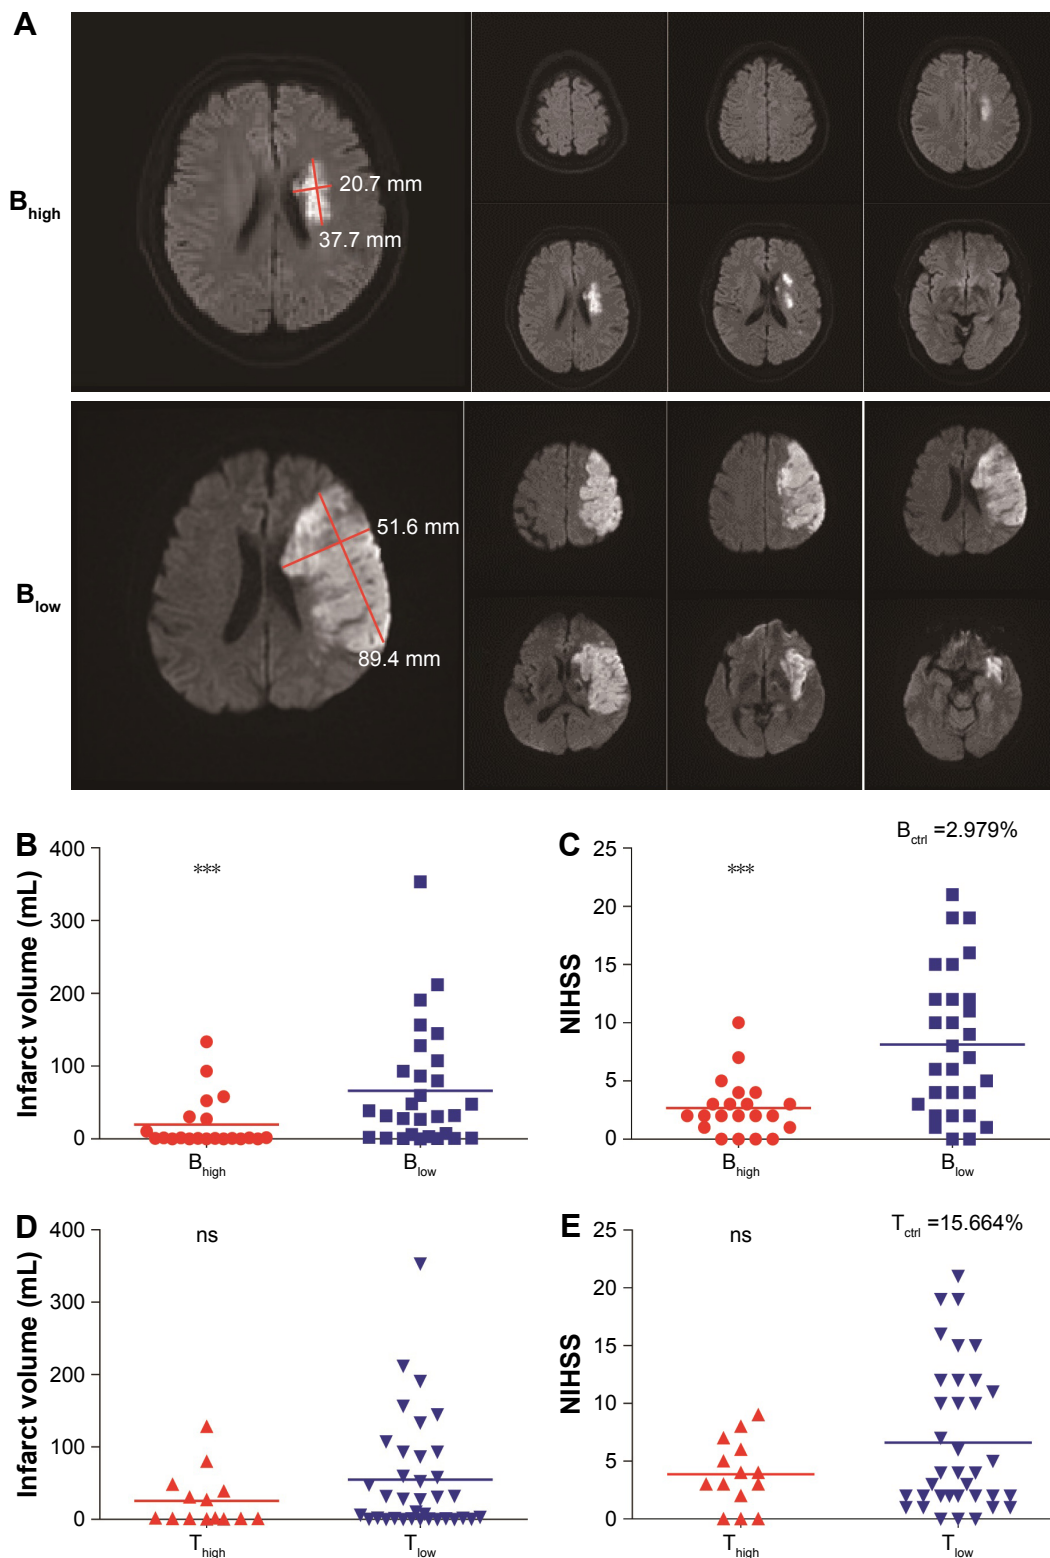 A
B high
20.7 mm
37.7 mm
B low
51.6 mm
89.4 mm
B
Infarct volume (mL)
400
300
200
100
0
***
B high
B low
C
B ctrl =2.979%
NIHSS
25
20
15
10
5
0
***
B high
B low
D
Infarct volume (mL)
400
300
200
100
0
ns
T high
T low
E
T ctrl =15.664%
NIHSS
25
20
15
10
5
0
ns
T high
T low